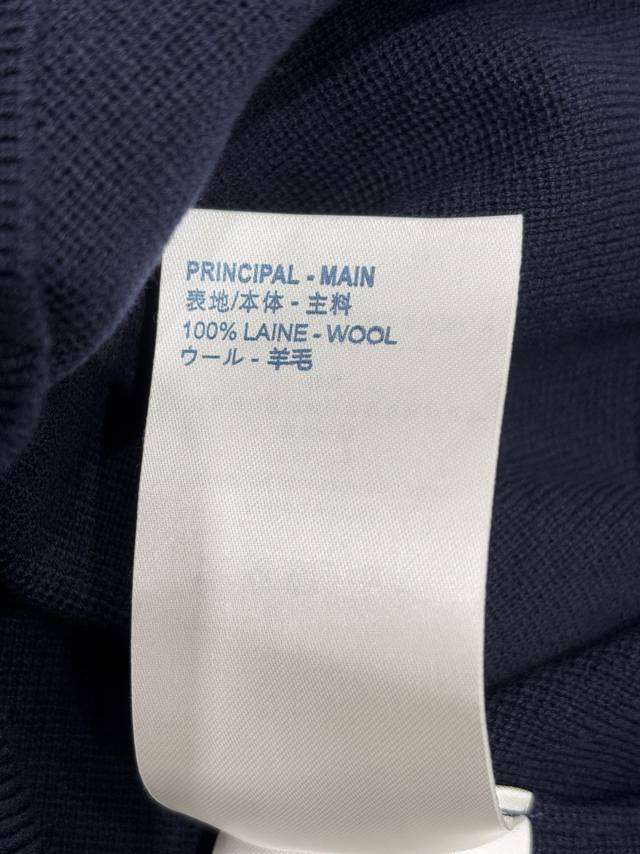 PRINCIPAL - MAIN
表地/本体 - 主料
100% LAINE - WOOL
ウール - 羊毛